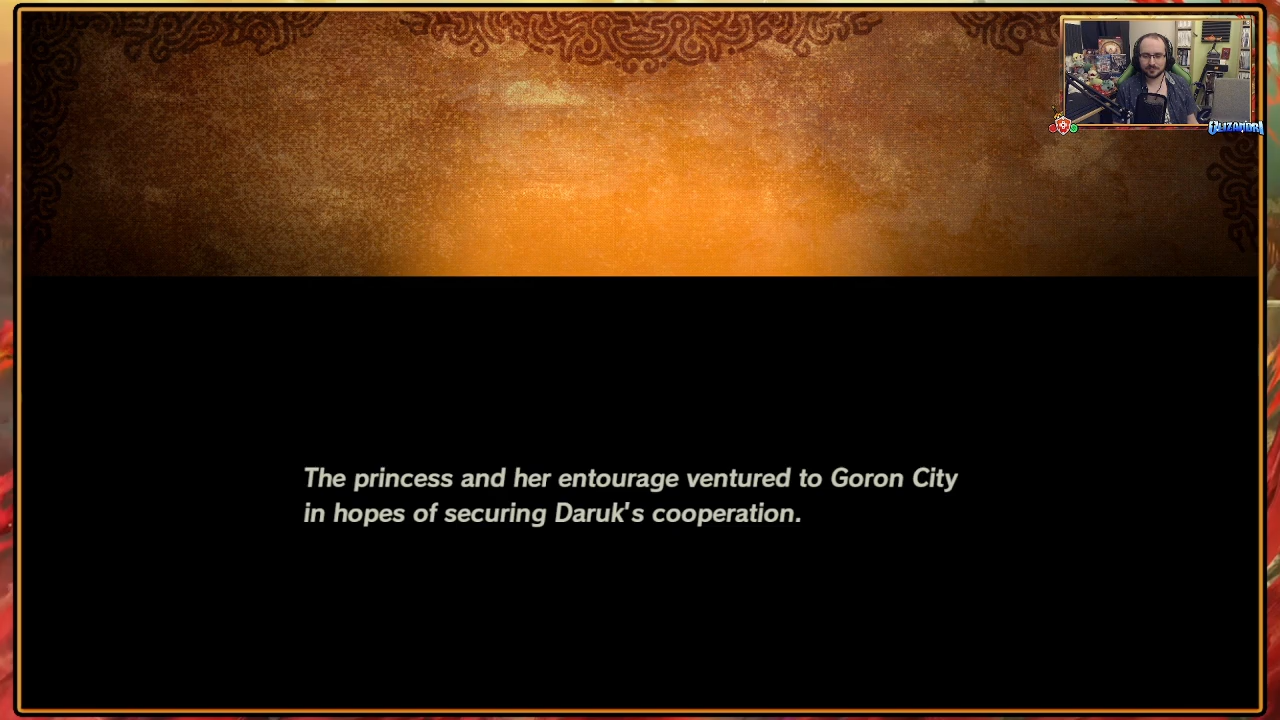 The princess and her entourage ventured to Goron City
in hopes of securing Daruk's cooperation.